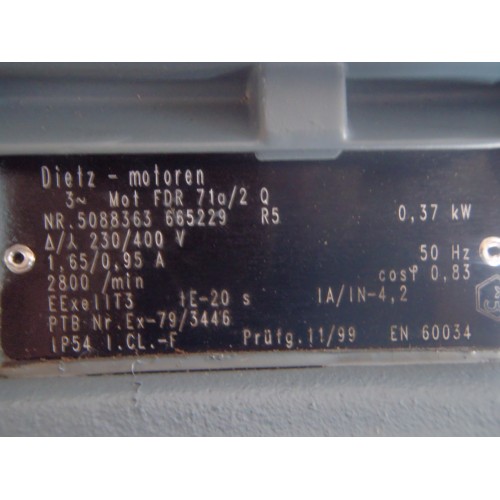 Dietz - motoren
3~ Mot FDR 71a/2 Q
NR.5088363 665229 R5 0,37 kW
Δ/⅄ 230/400 V
50 Hz
1,65/0,95 A cosφ 0,83
2800 /min
EExeIIT3 tE-20 s IA/IN-4,2
PTB-Nr.Ex-79/3446
IP54 I.CL.-F Prüfg.11/99 EN 60034